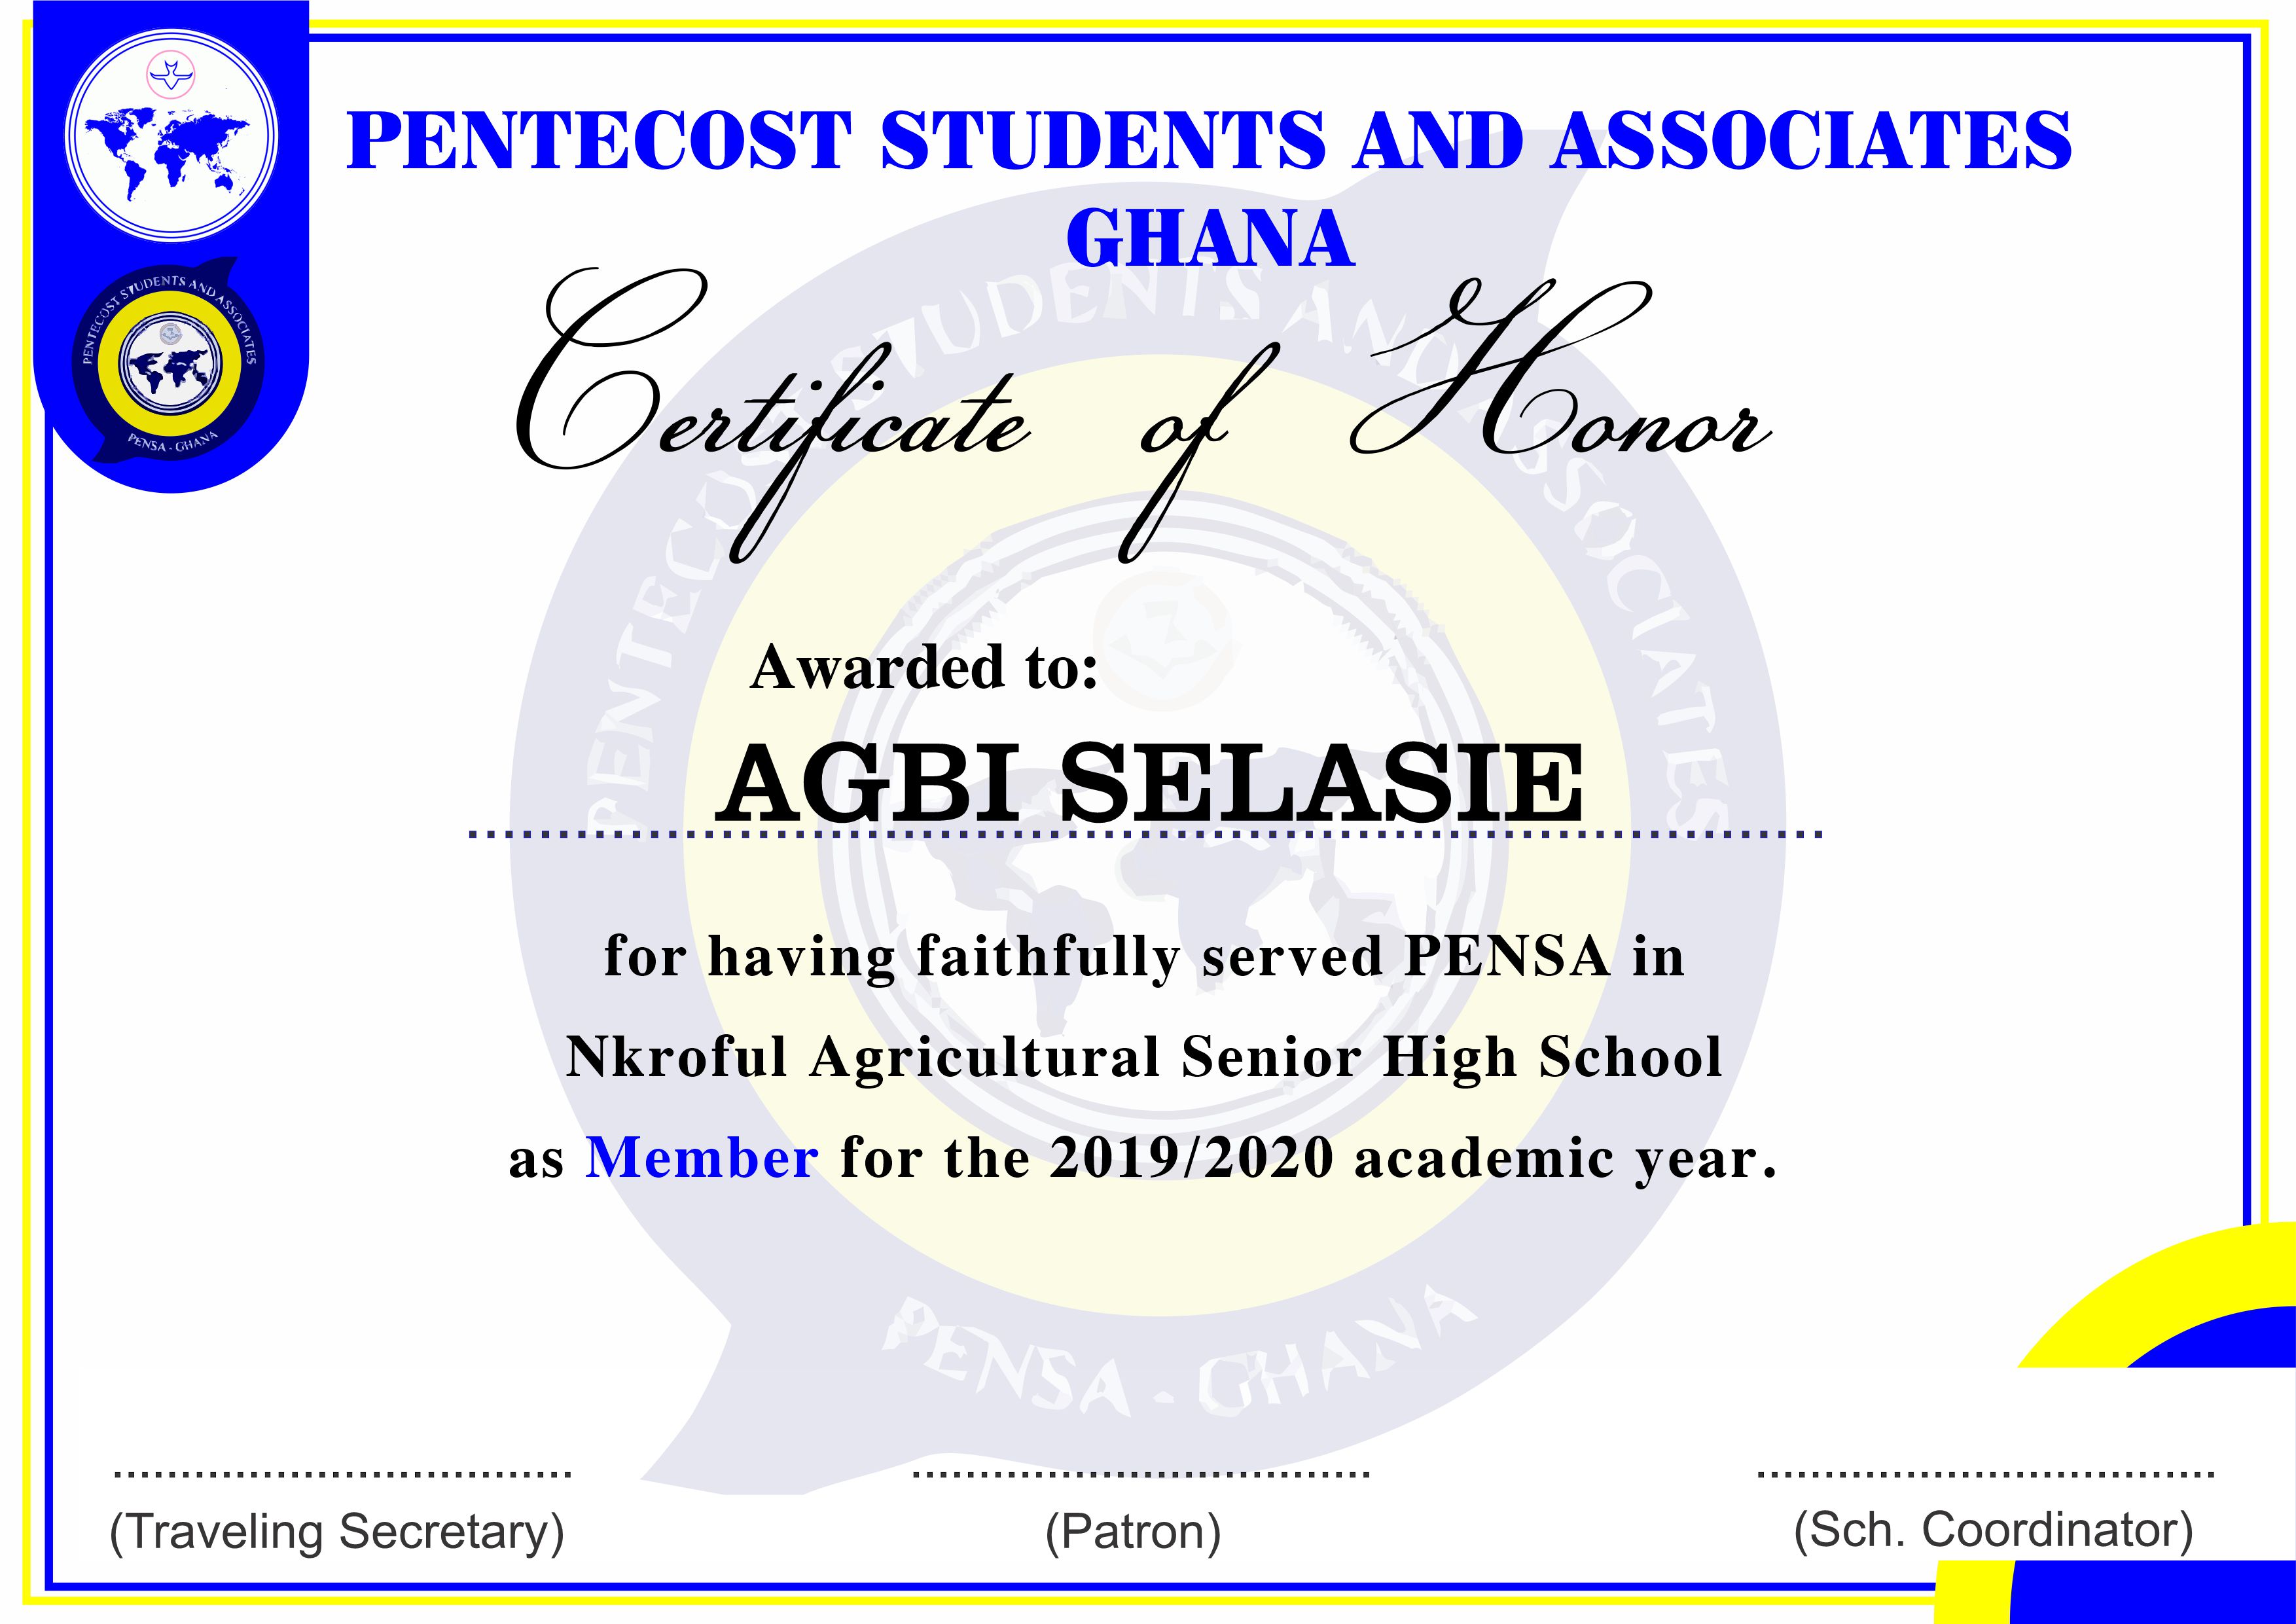 PENTECOST STUDENTS AND ASSOCIATES
GHANA
PENTECOST STUDENTS AND ASSOCIATES
PENSA - GHANA
Certificate of Honor
PENTECOST STUDENTS AND ASSOCIATES
Awarded to:
AGBI SELASIE
for having faithfully served PENSA in
Nkroful Agricultural Senior High School
as Member for the 2019/2020 academic year.
PENSA - GHANA
(Traveling Secretary)
(Patron)
(Sch. Coordinator)